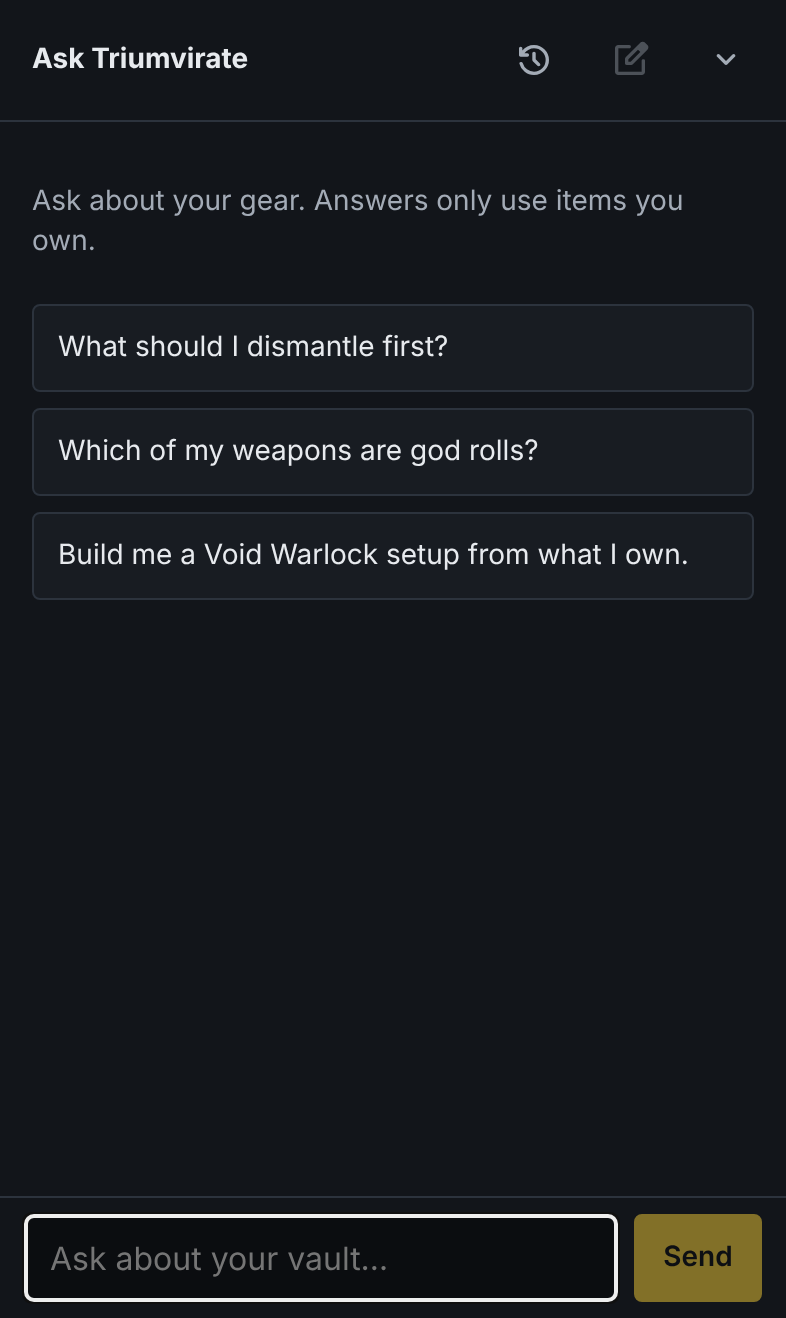 Ask Triumvirate
Ask about your gear. Answers only use items you
own.
What should I dismantle first?
Which of my weapons are god rolls?
Build me a Void Warlock setup from what I own.
Ask about your vault...
Send